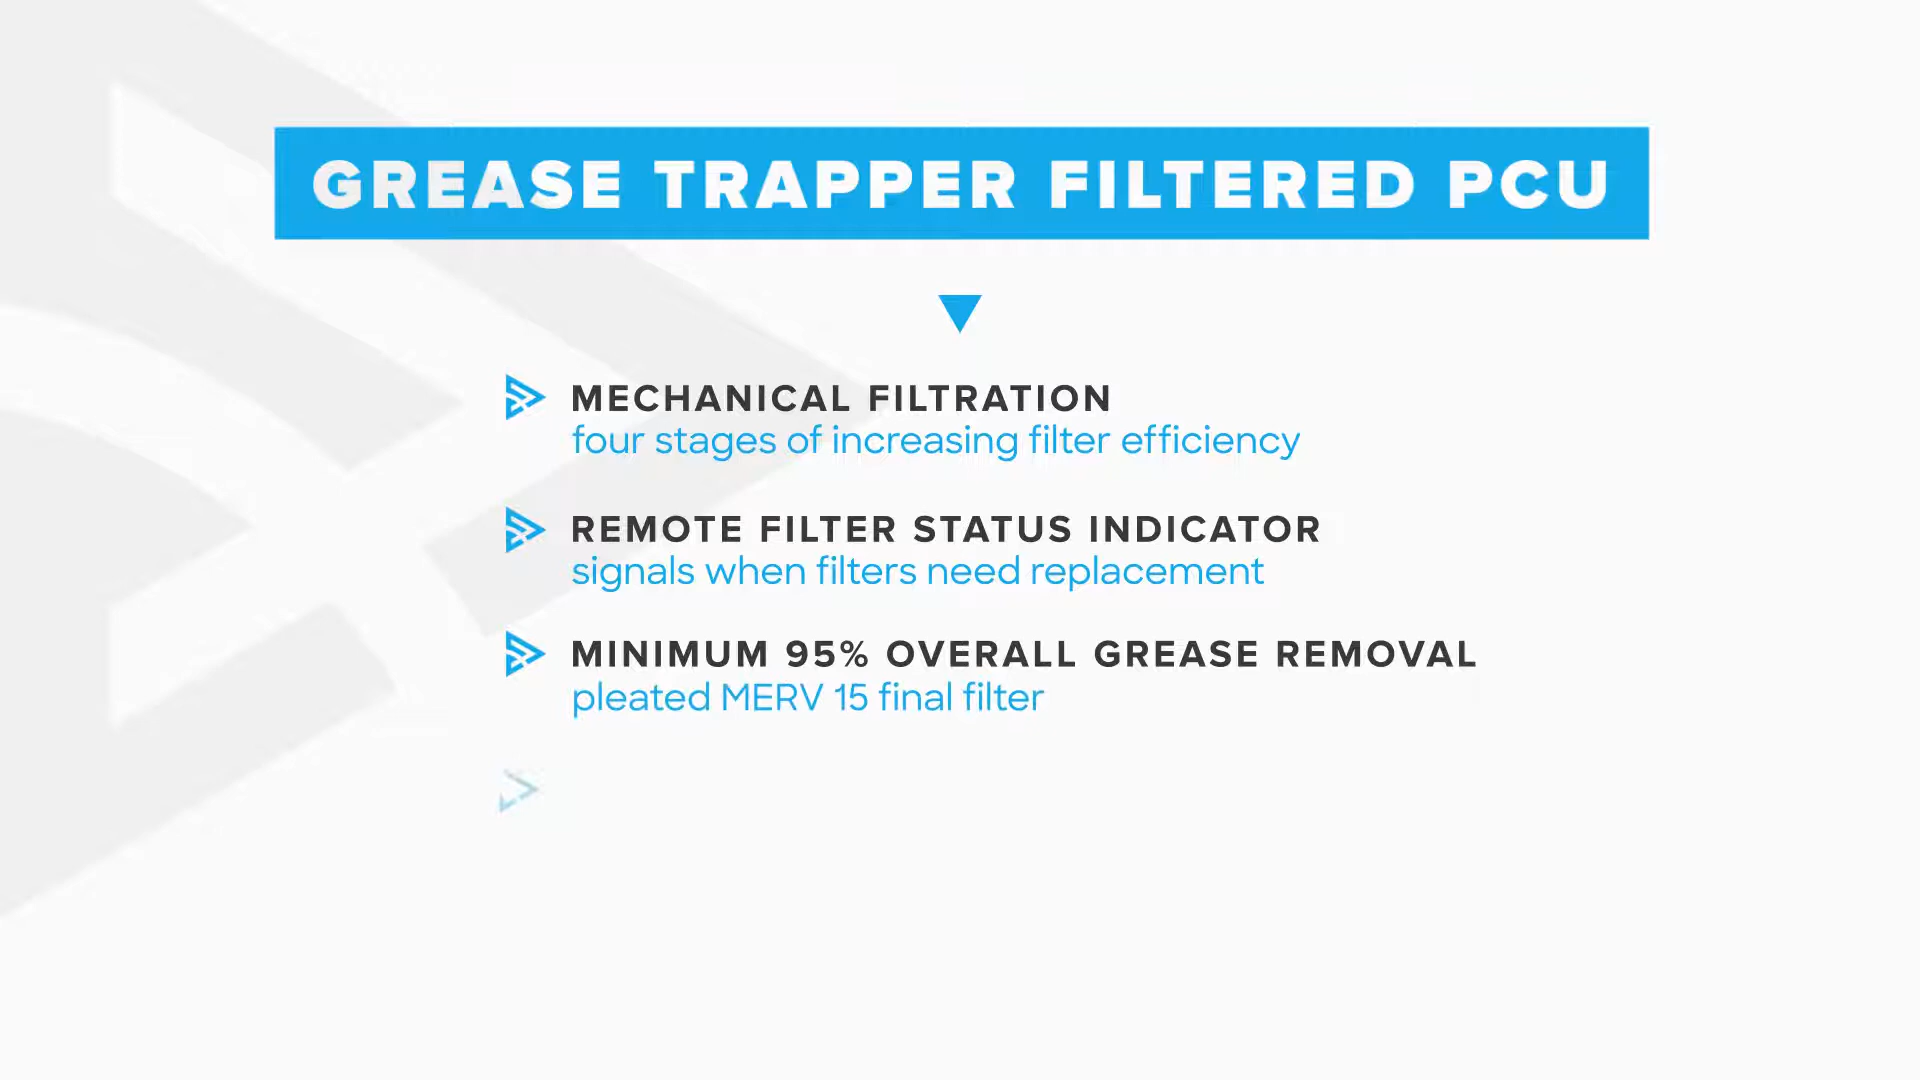 GREASE TRAPPER FILTERED PCU
MECHANICAL FILTRATION
four stages of increasing filter efficiency
REMOTE FILTER STATUS INDICATOR
signals when filters need replacement
MINIMUM 95% OVERALL GREASE REMOVAL
pleated MERV 15 final filter